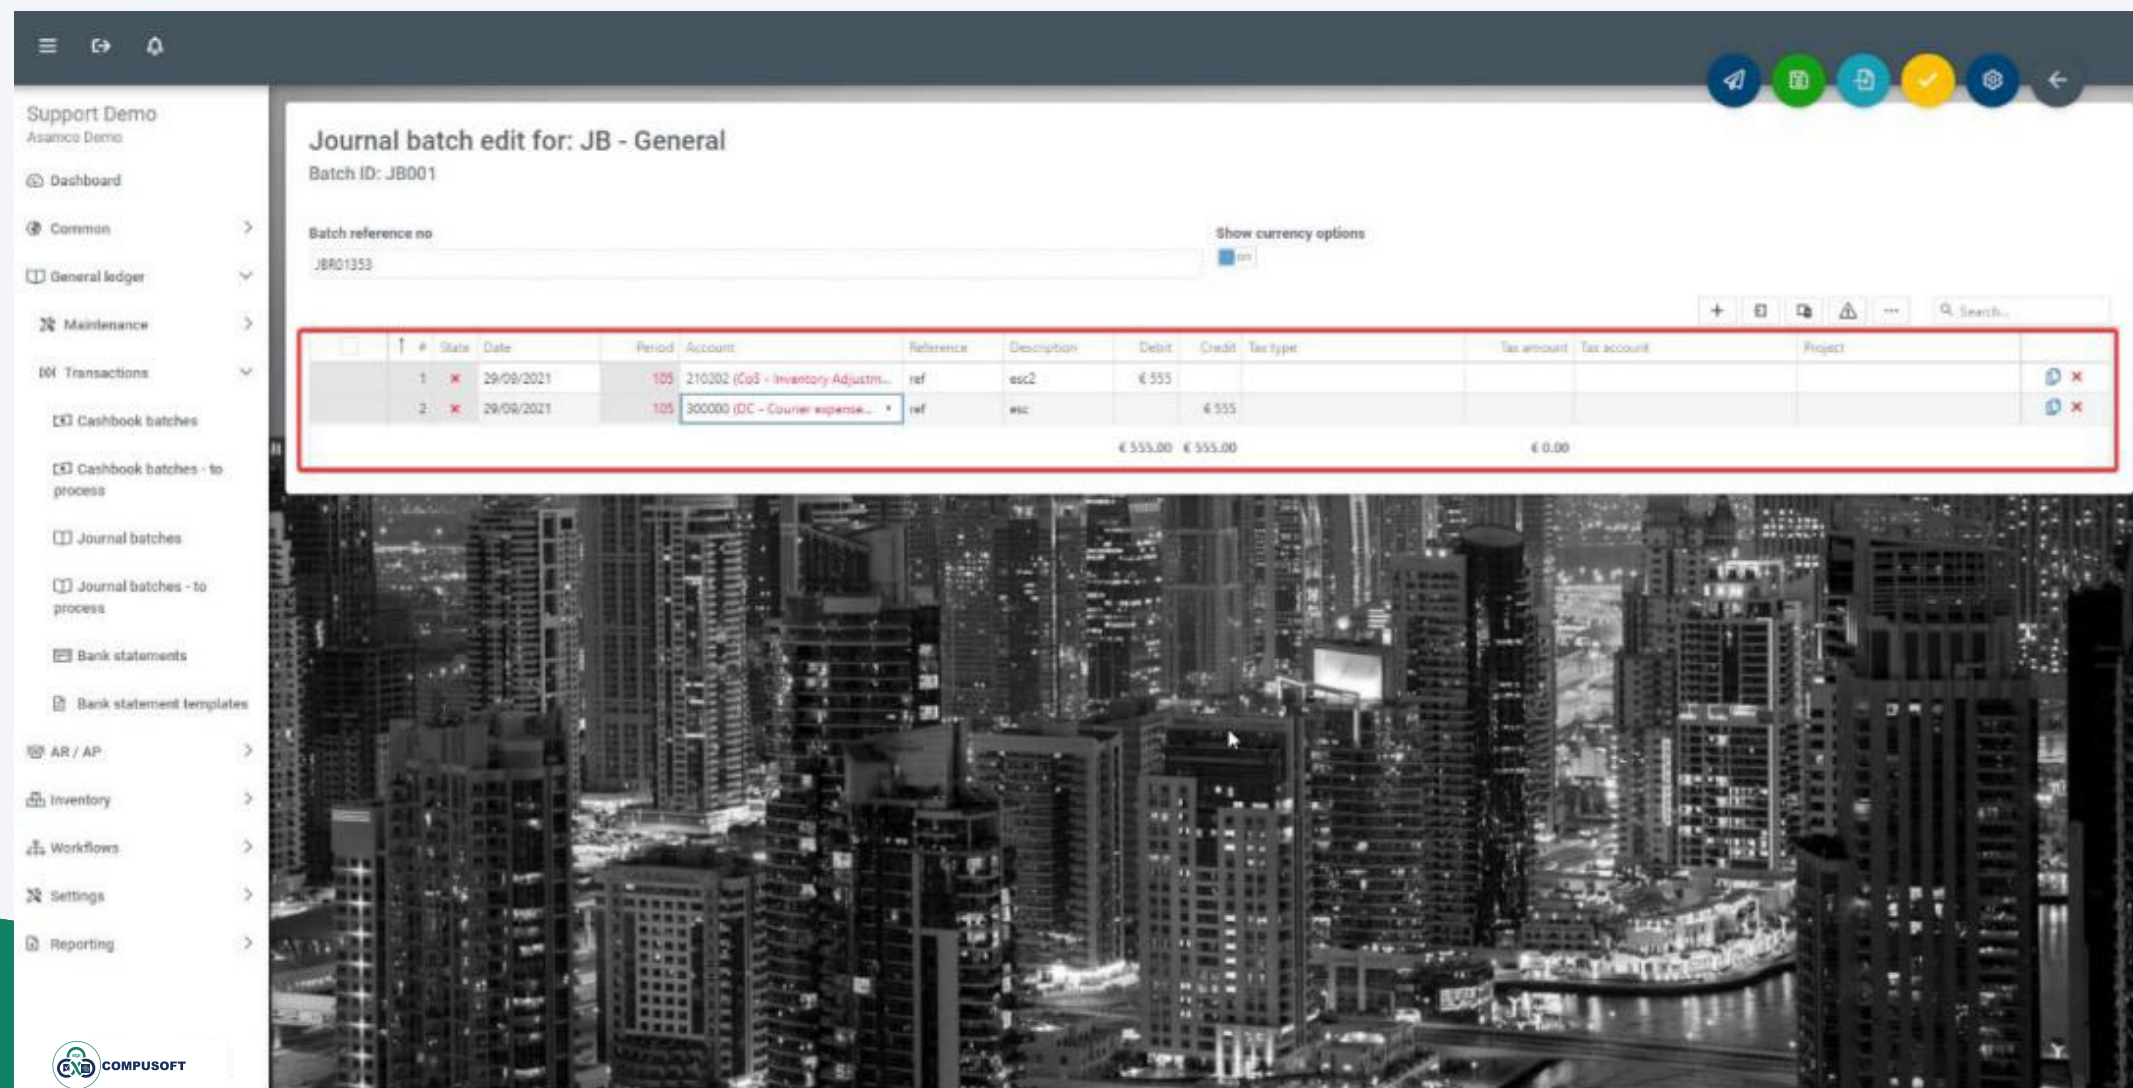 Support Demo
Asamco Demo
Dashboard
Common
General ledger
Maintenance
Transactions
Cashbook batches
Cashbook batches - to
process
Journal batches
Journal batches - to
process
Bank statements
Bank statement templates
AR / AP
Inventory
Workflows
Settings
Reporting
COMPUSOFT
Journal batch edit for: JB - General
Batch ID: JB001
Batch reference no
Show currency options
JBR01353
Search...
# State Date Period Account Reference Description Debit Credit Tax type Tax amount Tax account Project
1 29/09/2021 105 210202 (CoS - Inventory Adjustm... ref esc2 € 555
2 29/09/2021 105 300000 (DC - Courier expense... ref esc € 555
€ 555.00 € 555.00 € 0.00